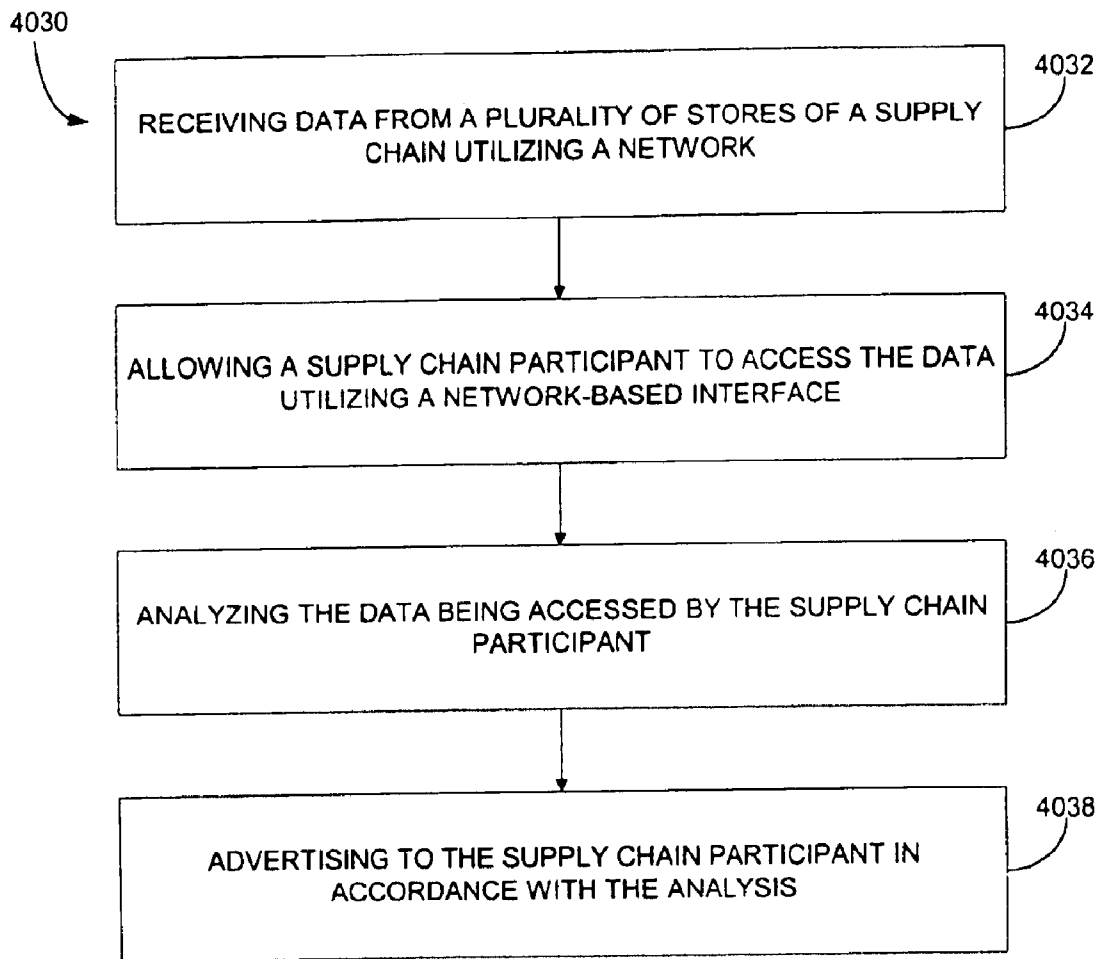 4030
4032
RECEIVING DATA FROM A PLURALITY OF STORES OF A SUPPLY
CHAIN UTILIZING A NETWORK
4034
ALLOWING A SUPPLY CHAIN PARTICIPANT TO ACCESS THE DATA
UTILIZING A NETWORK-BASED INTERFACE
4036
ANALYZING THE DATA BEING ACCESSED BY THE SUPPLY CHAIN
PARTICIPANT
4038
ADVERTISING TO THE SUPPLY CHAIN PARTICIPANT IN
ACCORDANCE WITH THE ANALYSIS